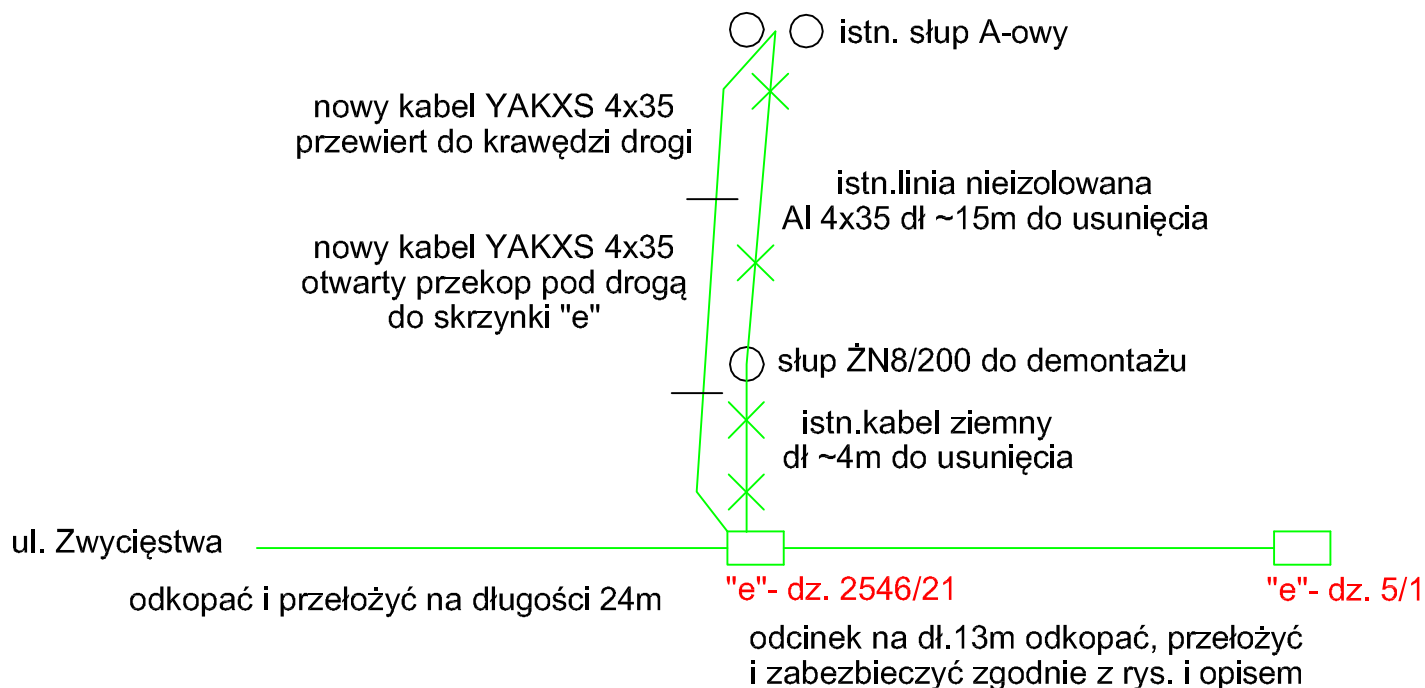 istn. słup A-owy
nowy kabel YAKXS 4x35
przewiert do krawędzi drogi
istn.linia nieizolowana
Al 4x35 dł ~15m do usunięcia
nowy kabel YAKXS 4x35
otwarty przekop pod drogą
do skrzynki "e"
słup ŻN8/200 do demontażu
istn.kabel ziemny
dł ~4m do usunięcia
ul. Zwycięstwa
odkopać i przełożyć na długości 24m
"e"- dz. 2546/21
"e"- dz. 5/1
odcinek na dł.13m odkopać, przełożyć
i zabezbieczyć zgodnie z rys. i opisem